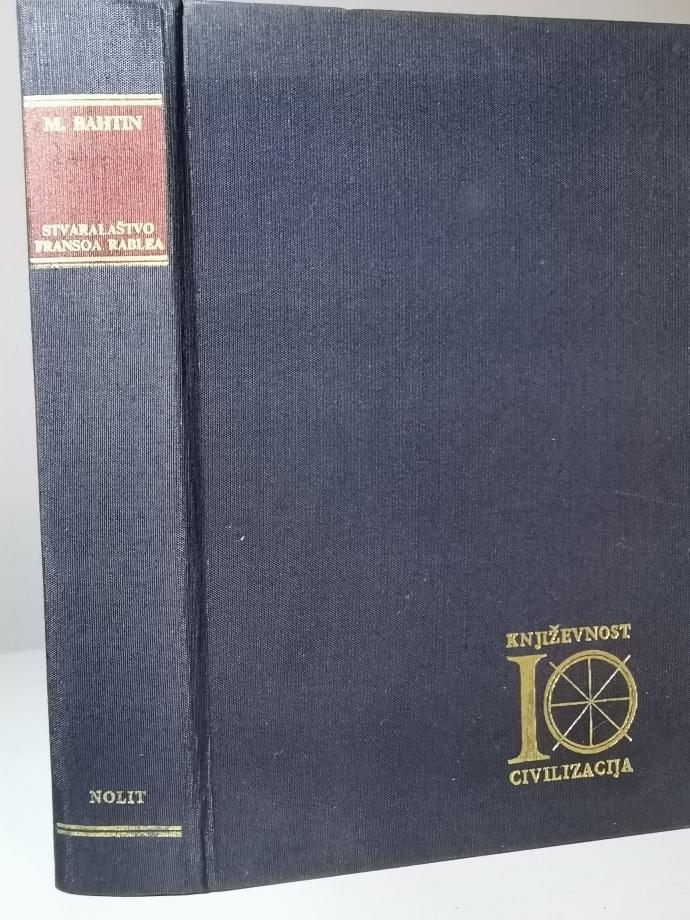 M. BAHTIN
STVARALAŠTVO
FRANSOA RABLEA
NOLIT
KNJIŽEVNOST
I
CIVILIZACIJA